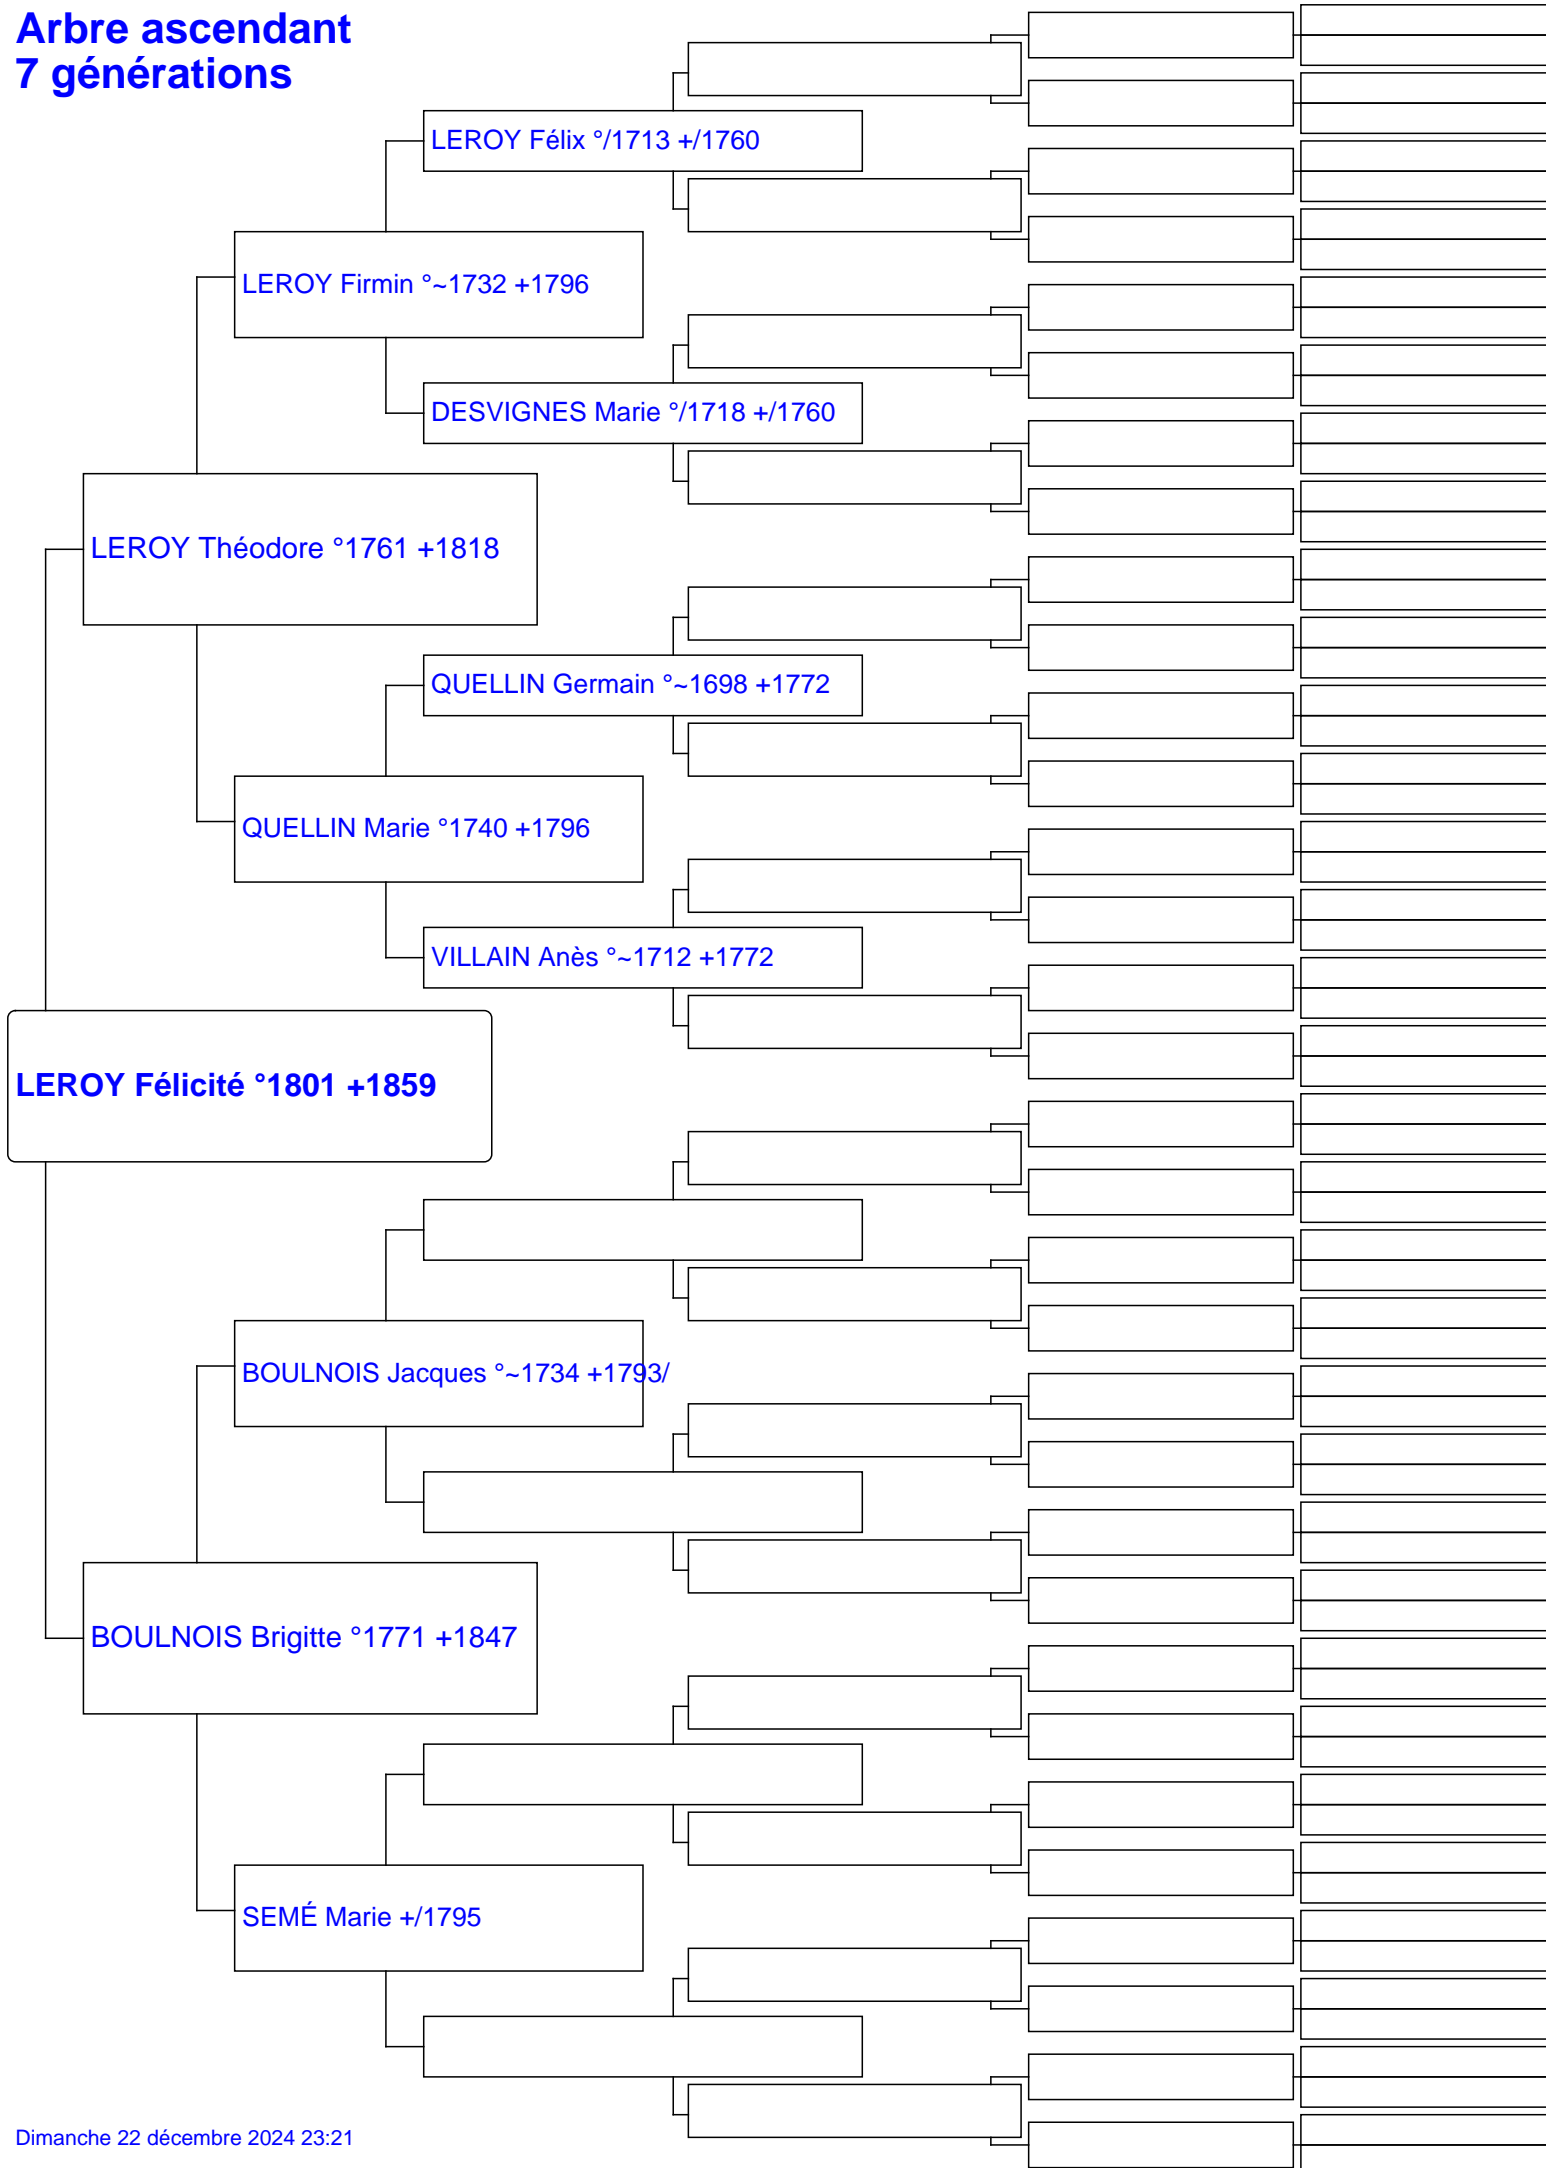 Arbre ascendant
7 générations
LEROY Félix °/1713 +/1760
LEROY Firmin °~1732 +1796
DESVIGNES Marie °/1718 +/1760
LEROY Théodore °1761 +1818
QUELLIN Germain °~1698 +1772
QUELLIN Marie °1740 +1796
VILLAIN Anès °~1712 +1772
LEROY Félicité °1801 +1859
BOULNOIS Jacques °~1734 +1793/
BOULNOIS Brigitte °1771 +1847
SEMÉ Marie +/1795
Dimanche 22 décembre 2024 23:21